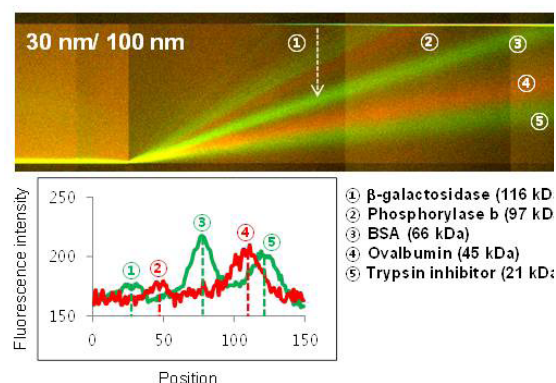 30 nm/ 100 nm
① ② ③
④
⑤
Fluorescence intensity
250
200
150
① ② ③ ④ ⑤
0 50 100 150
Position
① β-galactosidase (116 kD
② Phosphorylase b (97 kD
③ BSA (66 kDa)
④ Ovalbumin (45 kDa)
⑤ Trypsin inhibitor (21 kDa